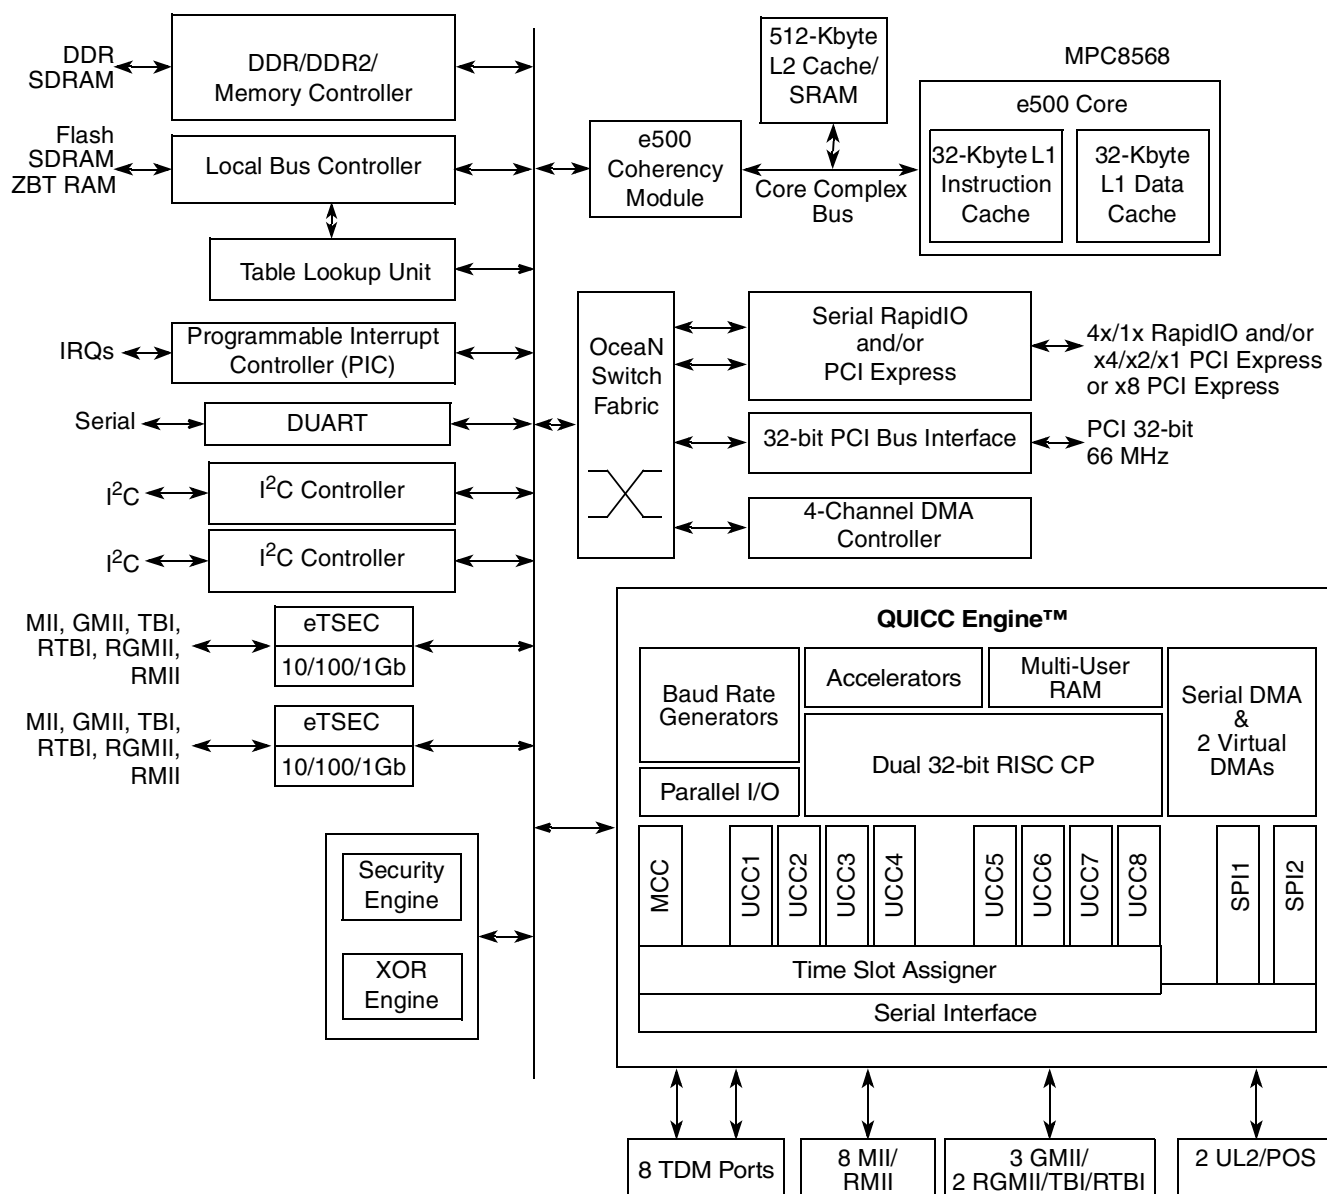 DDR
SDRAM
DDR/DDR2/
Memory Controller
Flash
SDRAM
ZBT RAM
Local Bus Controller
Table Lookup Unit
IRQs
Programmable Interrupt
Controller (PIC)
Serial
DUART
I²C
I²C Controller
I²C
I²C Controller
MII, GMII, TBI,
RTBI, RGMII,
RMII
eTSEC
10/100/1Gb
MII, GMII, TBI,
RTBI, RGMII,
RMII
eTSEC
10/100/1Gb
Security
Engine
XOR
Engine
512-Kbyte
L2 Cache/
SRAM
e500
Coherency
Module
Core Complex
Bus
MPC8568
e500 Core
32-Kbyte L1
Instruction
Cache
32-Kbyte
L1 Data
Cache
OceaN
Switch
Fabric
Serial RapidIO
and/or
PCI Express
4x/1x RapidIO and/or
x4/x2/x1 PCI Express
or x8 PCI Express
32-bit PCI Bus Interface
PCI 32-bit
66 MHz
4-Channel DMA
Controller
QUICC Engine™
Baud Rate
Generators
Accelerators
Multi-User
RAM
Serial DMA
&
2 Virtual
DMAs
Parallel I/O
Dual 32-bit RISC CP
MCC
UCC1
UCC2
UCC3
UCC4
UCC5
UCC6
UCC7
UCC8
SPI1
SPI2
Time Slot Assigner
Serial Interface
8 TDM Ports
8 MII/
RMII
3 GMII/
2 RGMII/TBI/RTBI
2 UL2/POS